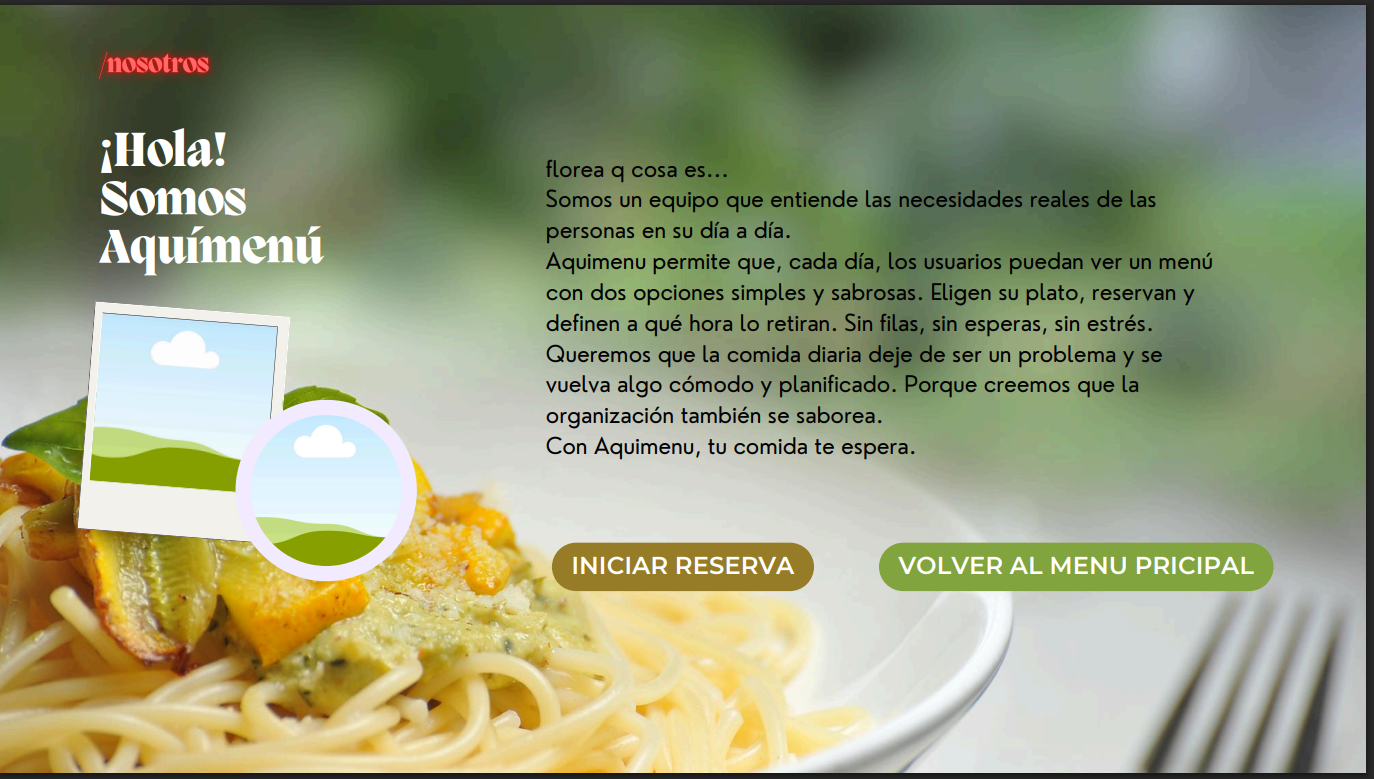 /nosotros
¡Hola!
Somos
Aquímenú
florea q cosa es...
Somos un equipo que entiende las necesidades reales de las
personas en su día a día.
Aquimenu permite que, cada día, los usuarios puedan ver un menú
con dos opciones simples y sabrosas. Eligen su plato, reservan y
definen a qué hora lo retiran. Sin filas, sin esperas, sin estrés.
Queremos que la comida diaria deje de ser un problema y se
vuelva algo cómodo y planificado. Porque creemos que la
organización también se saborea.
Con Aquimenu, tu comida te espera.
INICIAR RESERVA
VOLVER AL MENU PRICIPAL